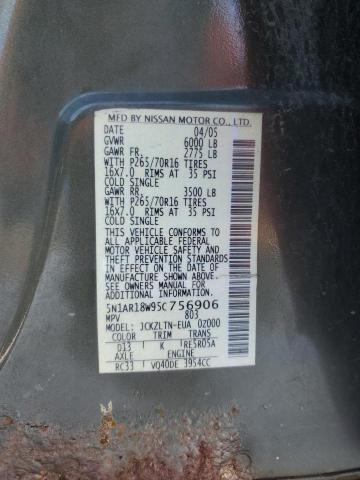 MFD BY NISSAN MOTOR CO., LTD.
DATE 04/05
GVWR 6000 LB
GAWR FR. 2775 LB
WITH P265/70R16 TIRES
16X7.0 RIMS AT 35 PSI
COLD SINGLE
GAWR RR. 3500 LB
WITH P265/70R16 TIRES
16X7.0 RIMS AT 35 PSI
COLD SINGLE
THIS VEHICLE CONFORMS TO
ALL APPLICABLE FEDERAL
MOTOR VEHICLE SAFETY, AND
THEFT PREVENTION STANDARDS
IN EFFECT ON THE DATE OF
MANUFACTURE SHOWN ABOVE.
SEE OWNERS MANUAL FOR
ADDITIONAL INFORMATION
5N1AR18W95C756906
MPV 803
MODEL JCKZLTN-EUA 02000
COLOR TRIM TRANS
D13 K RE5R05A
AXLE ENGINE
RC33 VQ40DE 3954CC